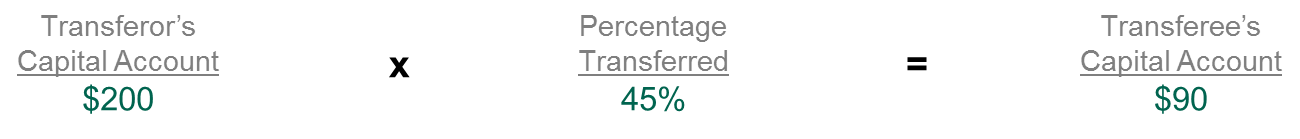 Transferor’s
Capital Account
$200
x
Percentage
Transferred
45%
=
Transferee’s
Capital Account
$90